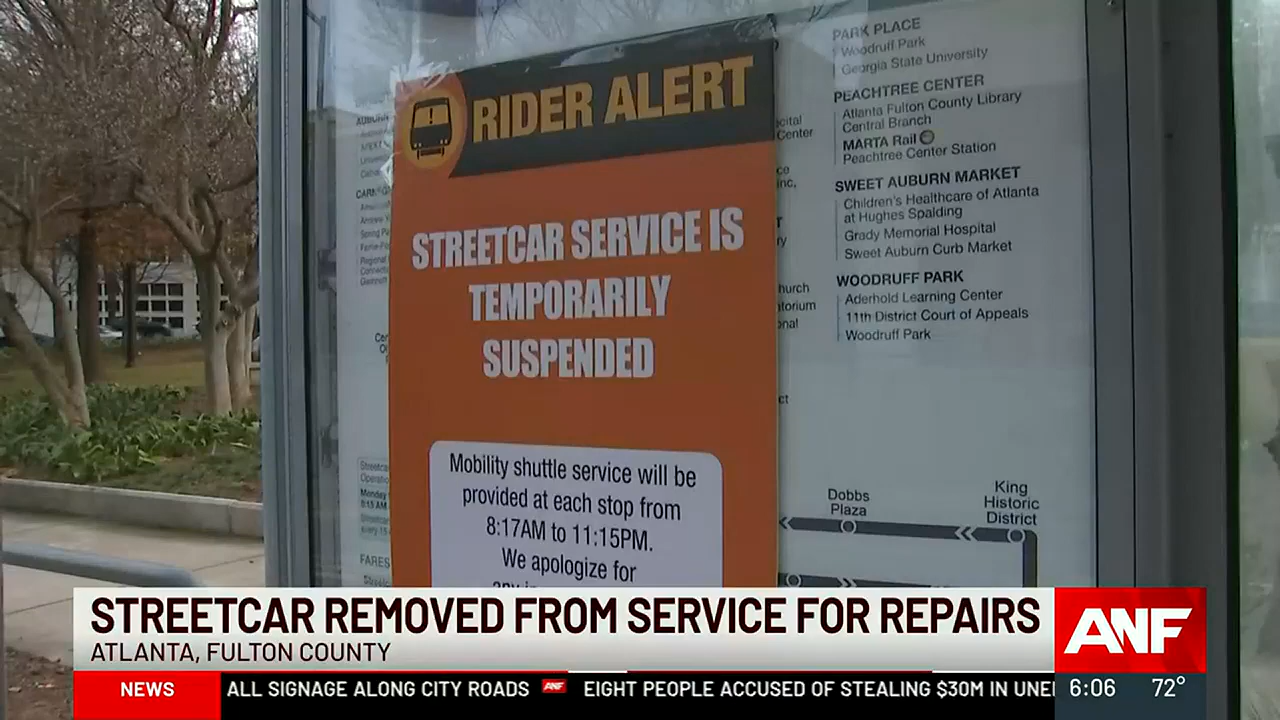 RIDER ALERT
STREETCAR SERVICE IS
TEMPORARILY
SUSPENDED
Mobility shuttle service will be
provided at each stop from
8:17AM to 11:15PM.
We apologize for
PARK PLACE
Woodruff Park
Georgia State University
PEACHTREE CENTER
Atlanta Fulton County Library
Central Branch
MARTA Rail
Peachtree Center Station
SWEET AUBURN MARKET
Children's Healthcare of Atlanta
at Hughes Spalding
Grady Memorial Hospital
Sweet Auburn Curb Market
WOODRUFF PARK
Aderhold Learning Center
11th District Court of Appeals
Woodruff Park
Dobbs
Plaza
King
Historic
District
FARES
STREETCAR REMOVED FROM SERVICE FOR REPAIRS
ATLANTA, FULTON COUNTY
ANF
NEWS
ALL SIGNAGE ALONG CITY ROADS ANF EIGHT PEOPLE ACCUSED OF STEALING $30M IN
6:06 72°